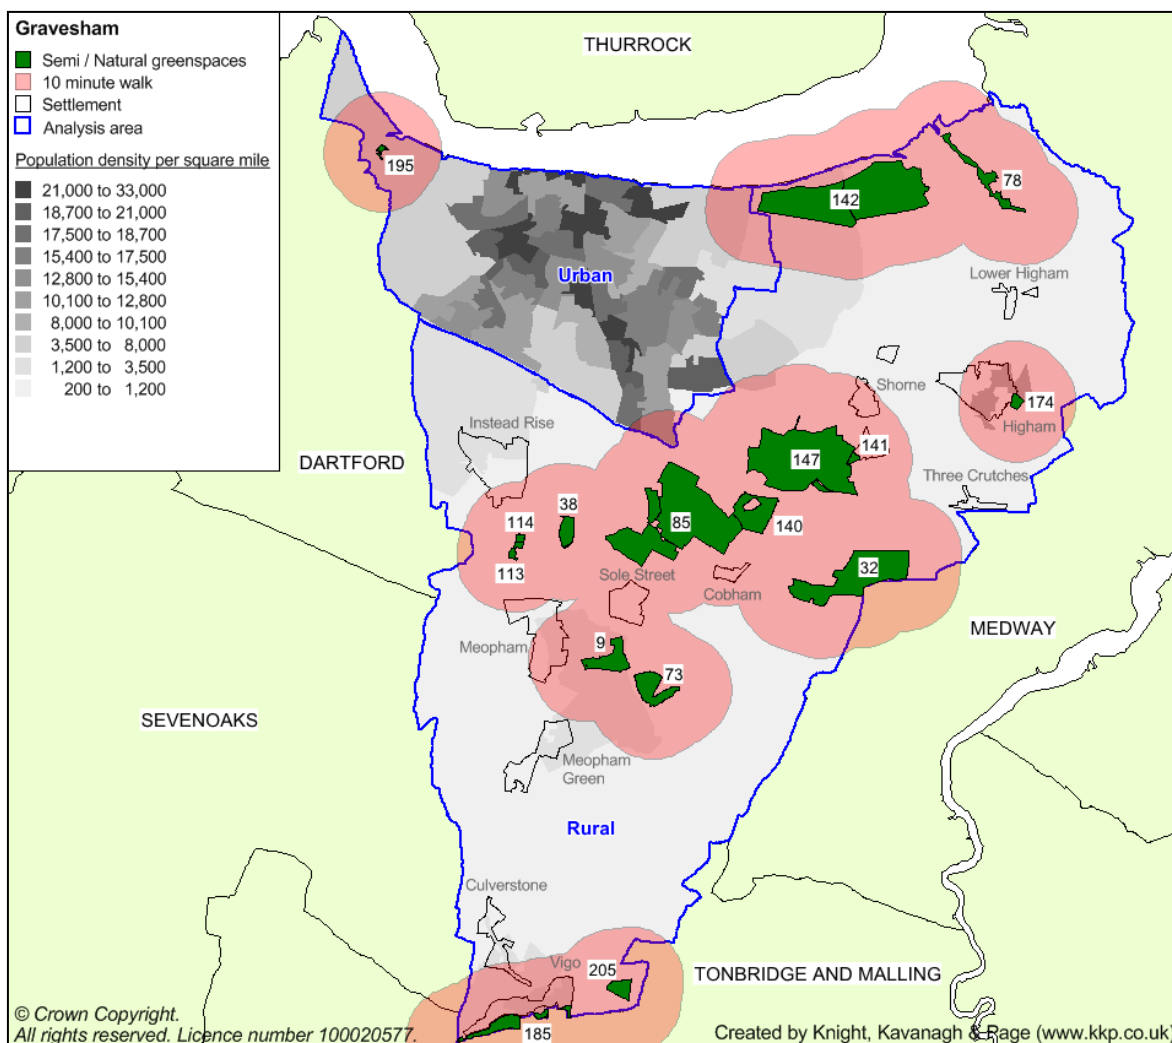 Gravesham
Semi / Natural greenspaces
10 minute walk
Settlement
Analysis area
Population density per square mile
21,000 to 33,000
18,700 to 21,000
17,500 to 18,700
15,400 to 17,500
12,800 to 15,400
10,100 to 12,800
8,000 to 10,100
3,500 to 8,000
1,200 to 3,500
200 to 1,200
THURROCK
195
78
142
Urban
Lower Higham
Shorne
174
Higham
Instead Rise
141
147
DARTFORD
Three Crutches
38
114
85
140
113
32
Sole Street
Cobham
MEDWAY
Meopham
9
73
SEVENOAKS
Meopham
Green
Rural
Culverstone
Vigo
205
TONBRIDGE AND MALLING
185
© Crown Copyright.
All rights reserved. Licence number 100020577.
Created by Knight, Kavanagh & Page (www.kkp.co.uk)